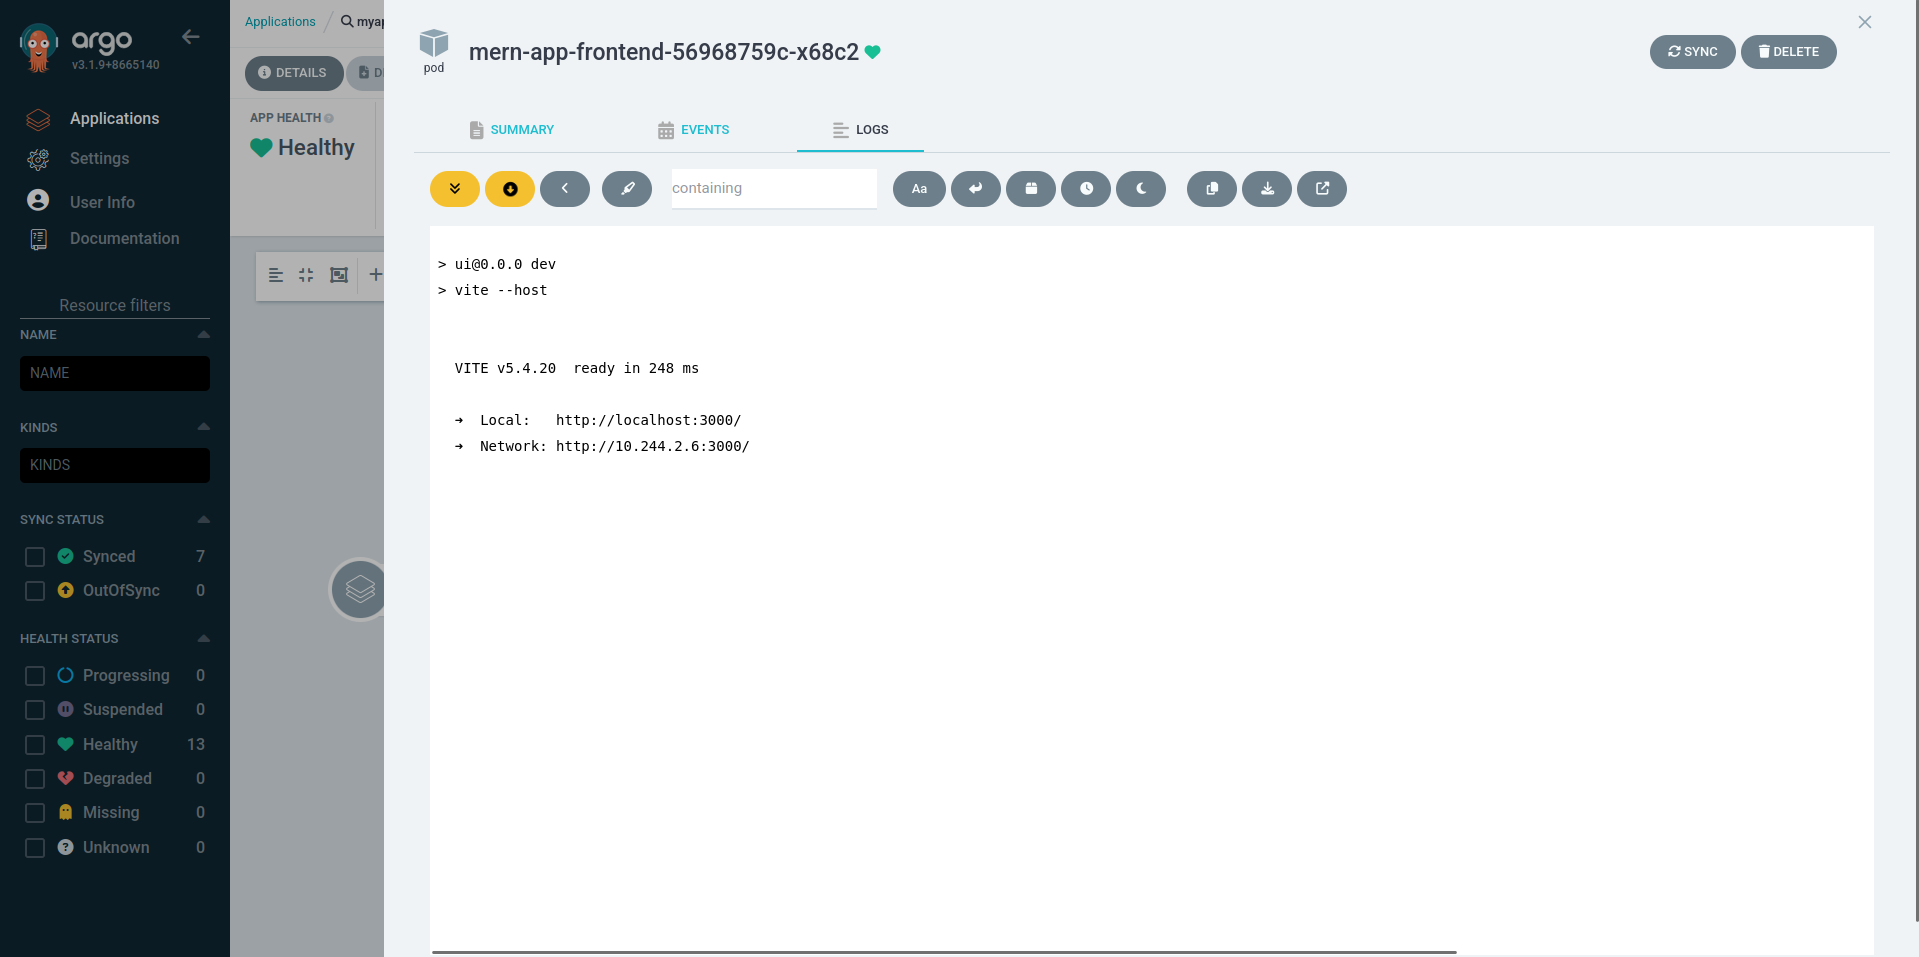 argo
v3.1.9+8665140
Applications
Settings
User Info
Documentation
Resource filters
NAME
NAME
KINDS
KINDS
SYNC STATUS
Synced 7
OutOfSync 0
HEALTH STATUS
Progressing 0
Suspended 0
Healthy 13
Degraded 0
Missing 0
Unknown 0
Applications / myap
DETAILS D
APP HEALTH
Healthy
pod
mern-app-frontend-56968759c-x68c2
SYNC DELETE
SUMMARY EVENTS LOGS
containing Aa
> ui@0.0.0 dev
> vite --host
VITE v5.4.20  ready in 248 ms
➜  Local:   http://localhost:3000/
➜  Network: http://10.244.2.6:3000/